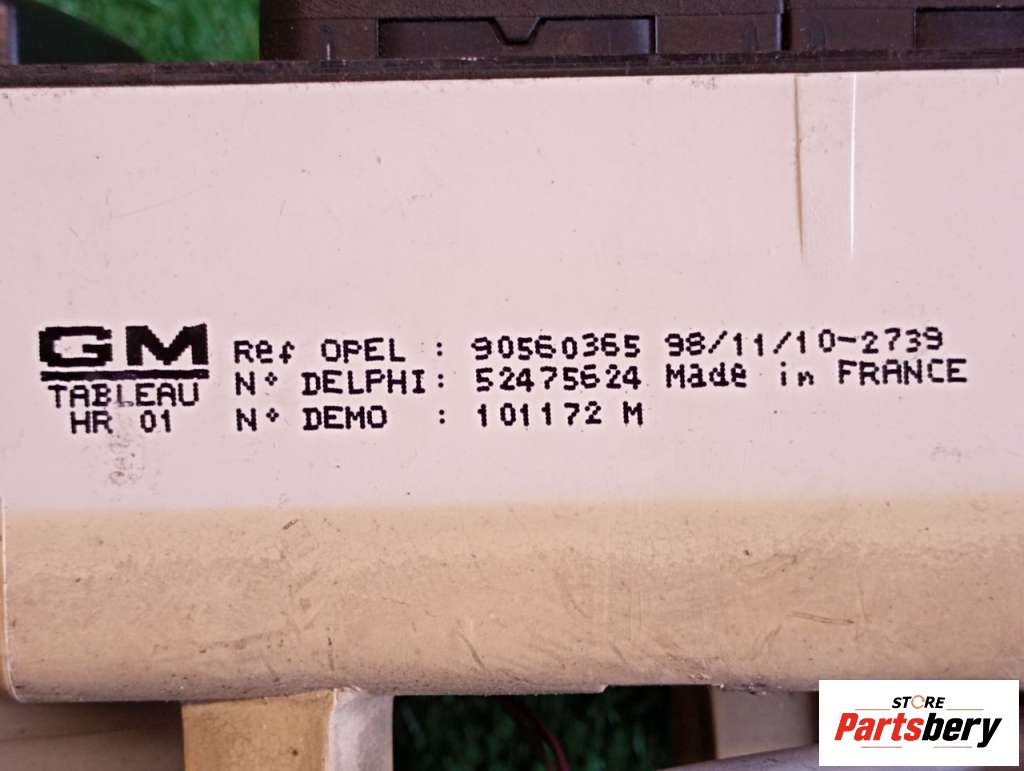 GM
TABLEAU
HR 01
Ref OPEL : 90560365 98/11/10-2739
N° DELPHI: 52475624 Made in FRANCE
N° DEMO : 101172 M
STORE
Partsbery